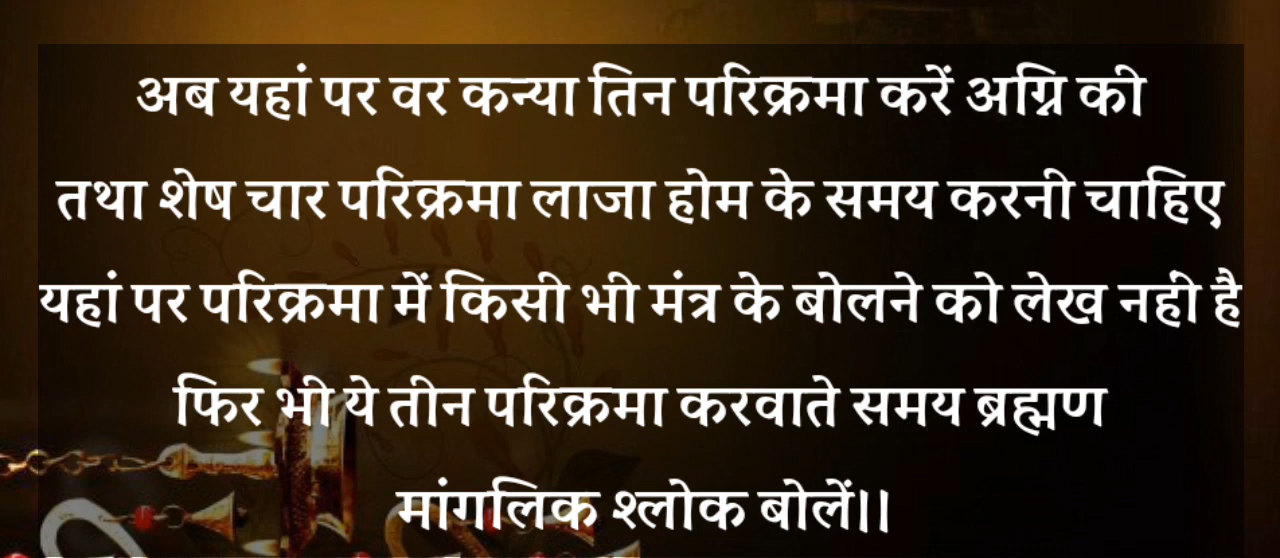 अब यहां पर वर कन्या तिन परिक्रमा करें अग्नि की
तथा शेष चार परिक्रमा लाजा होम के समय करनी चाहिए
यहां पर परिक्रमा में किसी भी मंत्र के बोलने को लेख नही है
फिर भी ये तीन परिक्रमा करवाते समय ब्रह्मण
मांगलिक श्लोक बोलें।।